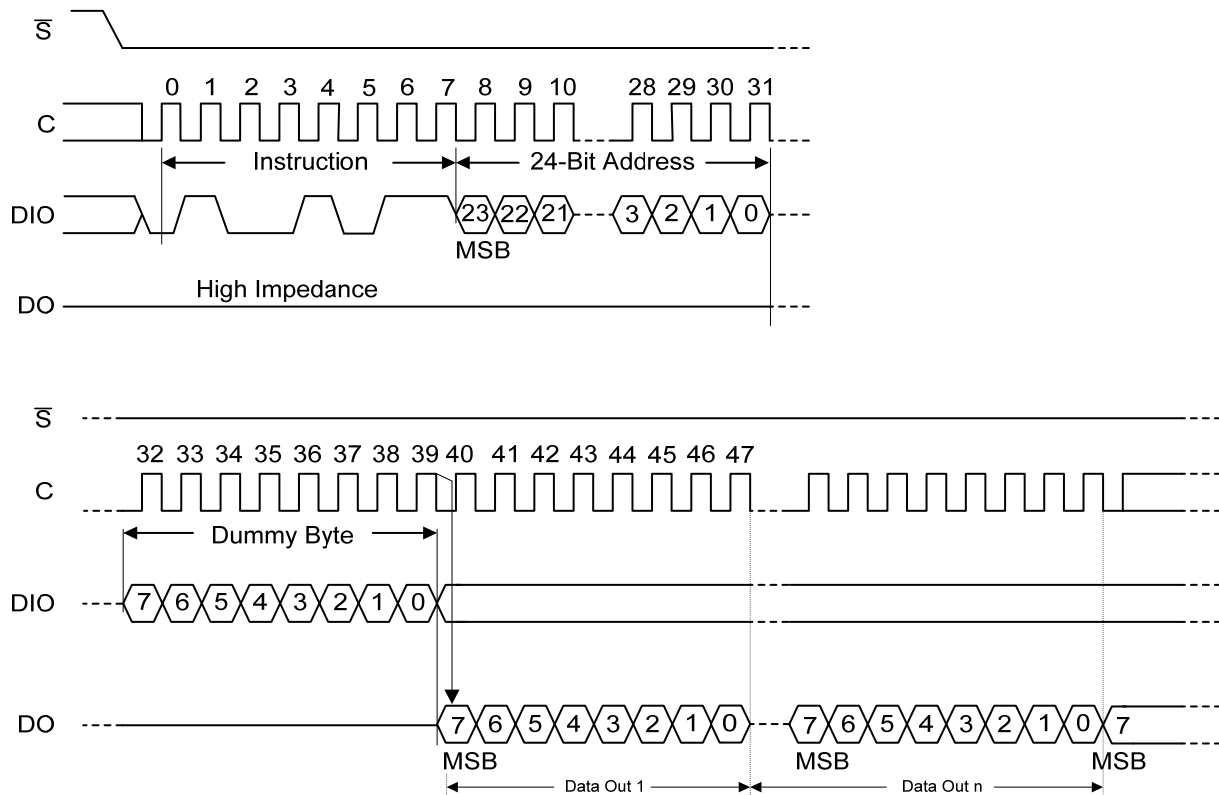 S
0 1 2 3 4 5 6 7 8 9 10 28 29 30 31
C
Instruction 24-Bit Address
DIO 23 22 21 3 2 1 0
MSB
High Impedance
DO
S
32 33 34 35 36 37 38 39 40 41 42 43 44 45 46 47
C
Dummy Byte
DIO 7 6 5 4 3 2 1 0
DO 7 6 5 4 3 2 1 0 7 6 5 4 3 2 1 0 7
MSB MSB MSB
Data Out 1 Data Out n